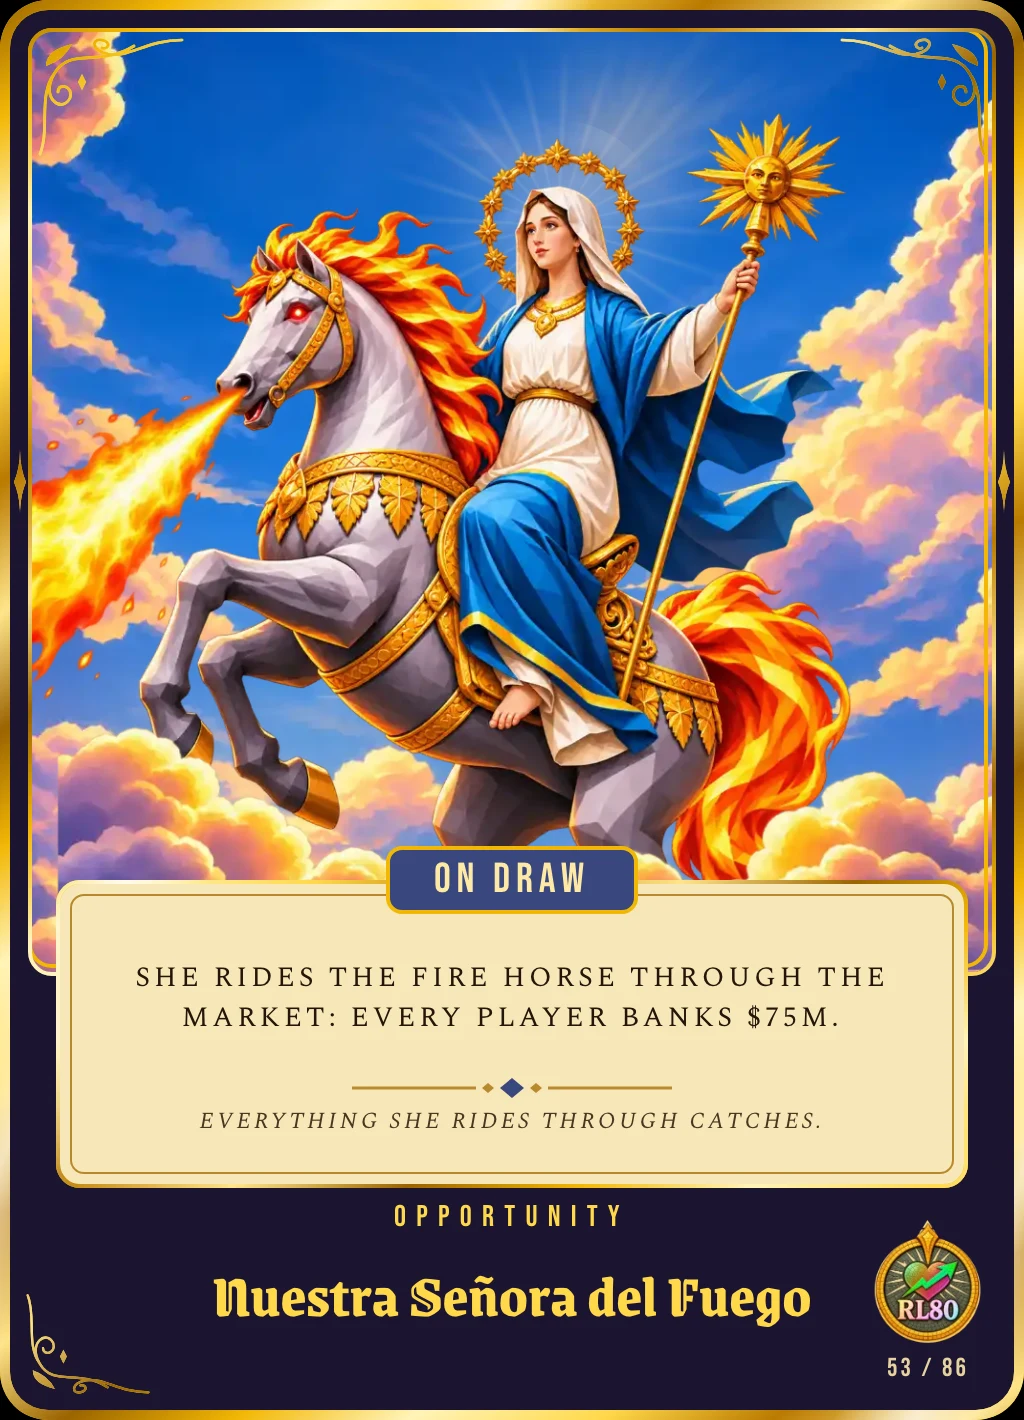 ON DRAW
SHE RIDES THE FIRE HORSE THROUGH THE
MARKET: EVERY PLAYER BANKS $75M.
EVERYTHING SHE RIDES THROUGH CATCHES.
OPPORTUNITY
Nuestra Señora del Fuego
RL80
53 / 86